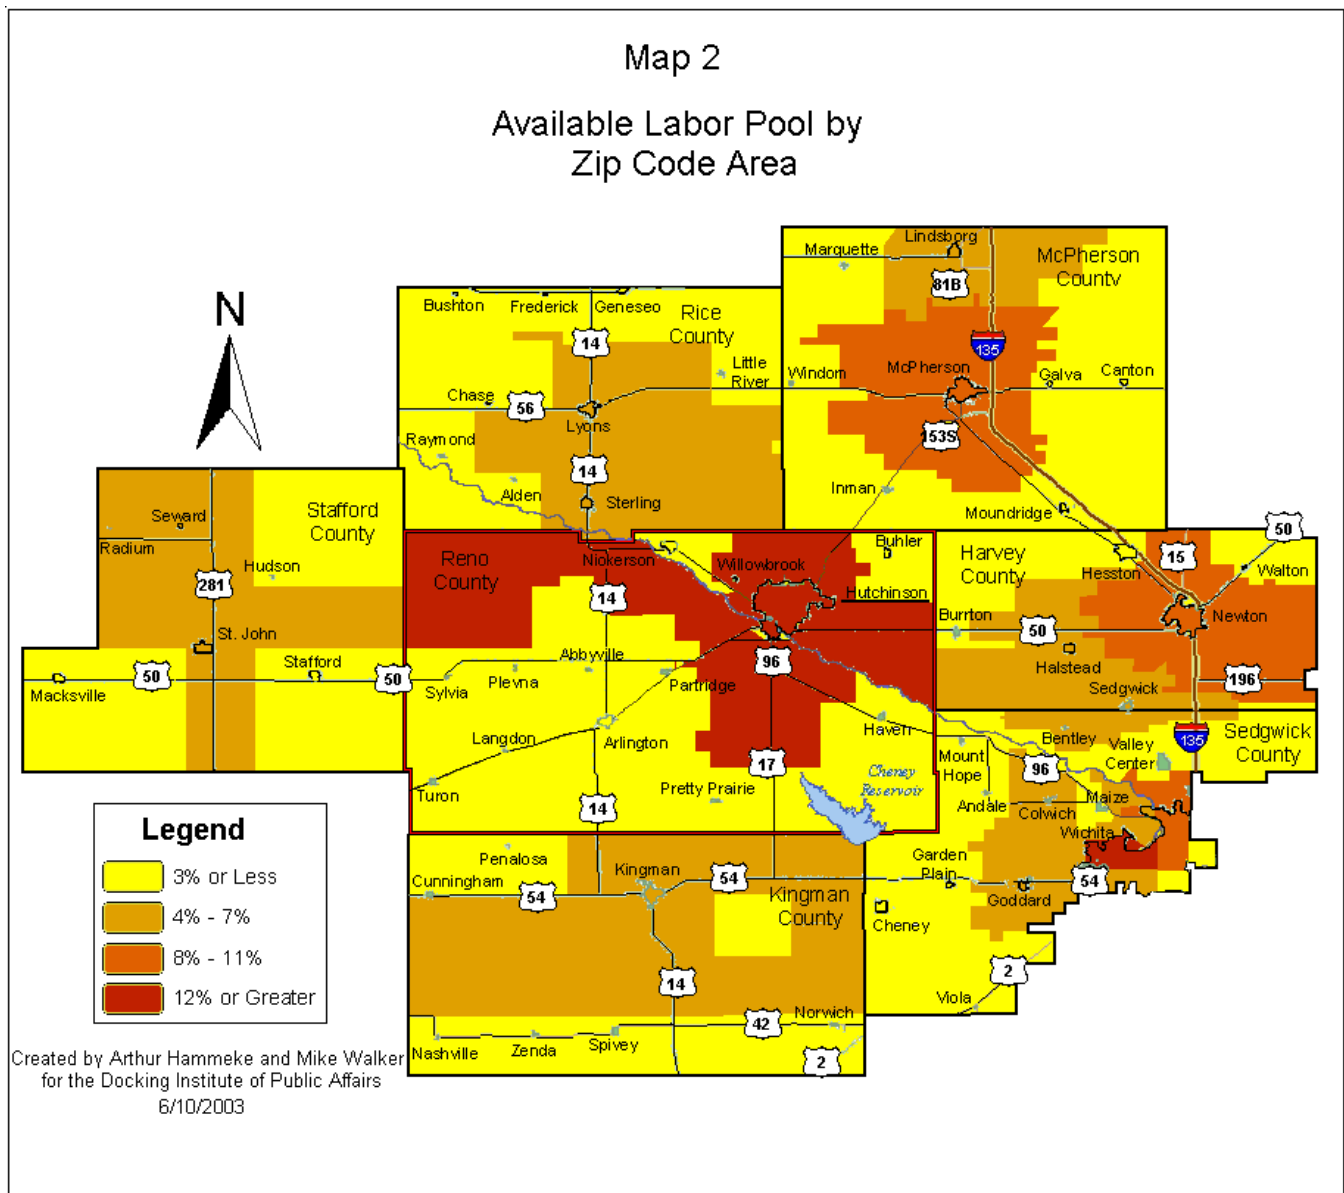 Map 2
Available Labor Pool by
Zip Code Area
N
Lindsborg
Marquette
McPherson
County
81B
Bushton
Frederick
Geneseo
Rice
County
14
135
Little
River
Windom
McPherson
Galva
Canton
Chase
56
Lyons
153S
Raymond
14
Alden
Sterling
Inman
Moundridge
Stafford
County
Seward
Radium
Hudson
281
St. John
Stafford
50
Macksville
50
Reno
County
Nickerson
Willowbrook
Buhler
Hutchinson
14
Harvey
County
15
50
Hesston
Walton
Burrton
50
Newton
Halstead
Sedgwick
196
Abbyville
Sylvia
Plevna
Partridge
96
Haven
Langdon
Arlington
17
Turon
14
Pretty Prairie
Cheney
Reservoir
Mount
Hope
Bentley
Valley
Center
135
Sedgwick
County
96
Andale
Colwich
Maize
Wichita
Garden
Plain
54
Goddard
Cheney
2
Viola
Penalosa
Cunningham
54
Kingman
54
Kingman
County
14
42
Norwich
Nashville
Zenda
Spivey
2
Legend
3% or Less
4% - 7%
8% - 11%
12% or Greater
Created by Arthur Hammeke and Mike Walker
for the Docking Institute of Public Affairs
6/10/2003